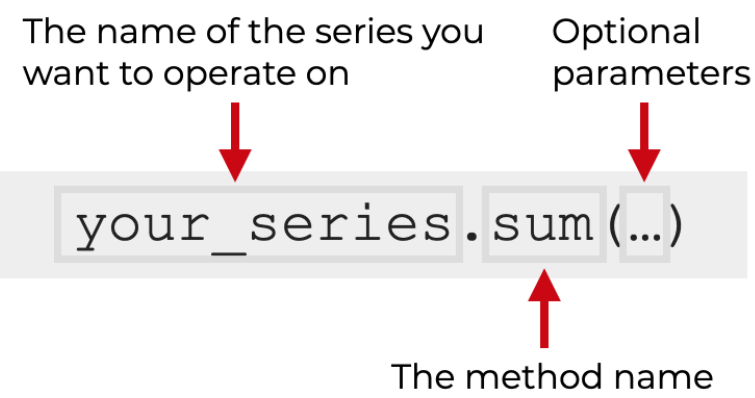 The name of the series you
want to operate on
Optional
parameters
your_series.sum(…)
The method name